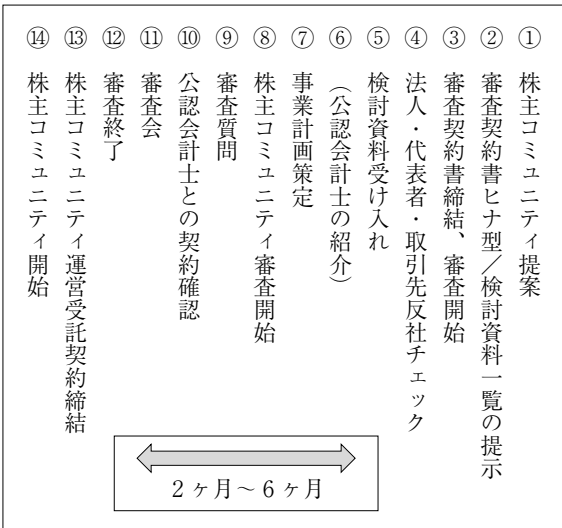 ① 株主コミュニティ提案
② 審査契約書ヒナ型／検討資料一覧の提示
③ 審査契約書締結、審査開始
④ 法人・代表者・取引先反社チェック
⑤ 検討資料受け入れ
⑥ （公認会計士の紹介）
⑦ 事業計画策定
⑧ 株主コミュニティ審査開始
⑨ 審査質問
⑩ 公認会計士との契約確認
⑪ 審査会
⑫ 審査終了
⑬ 株主コミュニティ運営受託契約締結
⑭ 株主コミュニティ開始
2ヶ月～6ヶ月